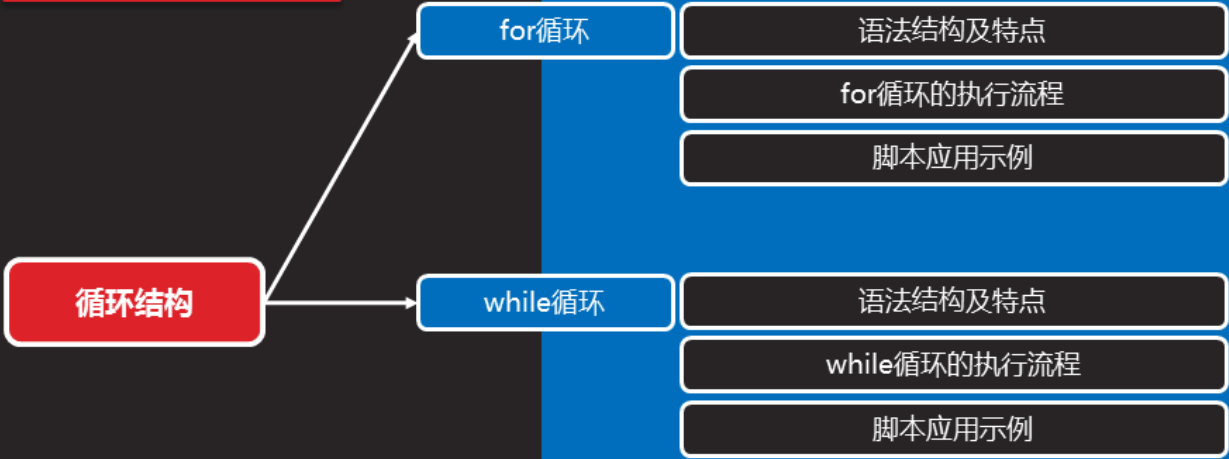 for循环
语法结构及特点
for循环的执行流程
脚本应用示例
循环结构
while循环
语法结构及特点
while循环的执行流程
脚本应用示例